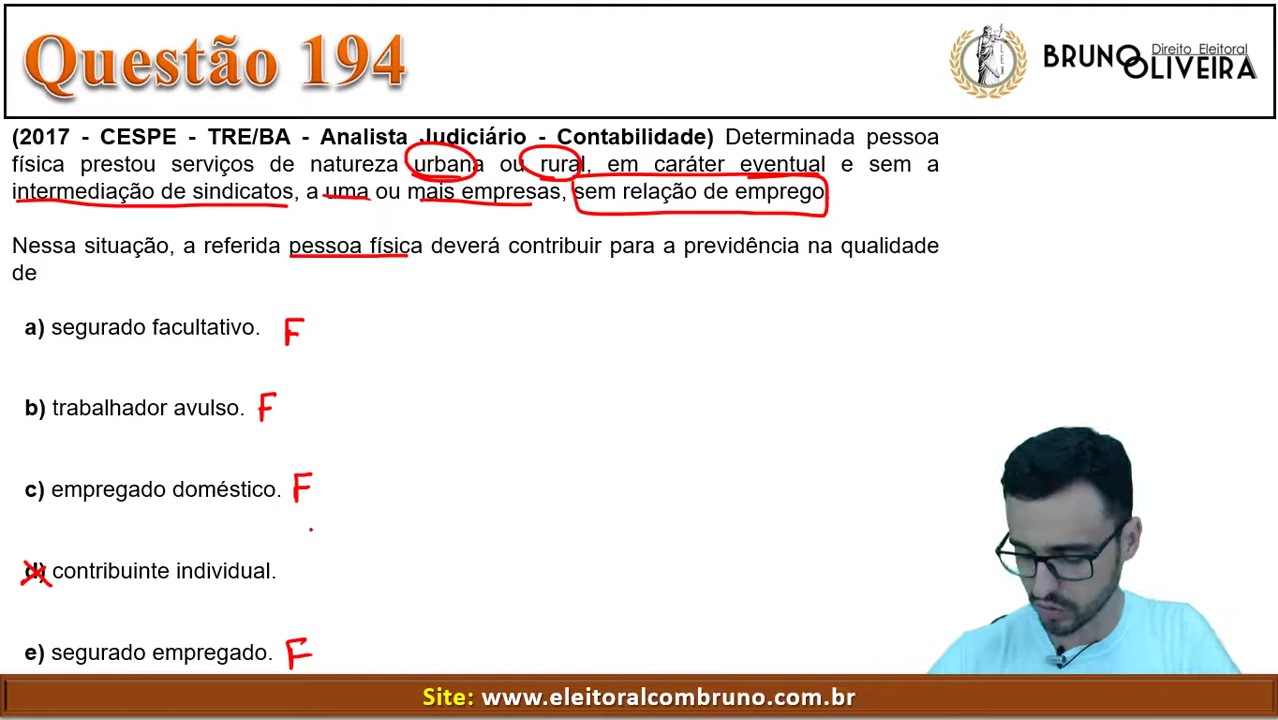 Questão 194
BRUNO Direito Eleitoral
OLIVEIRA
(2017 - CESPE - TRE/BA - Analista Judiciário - Contabilidade) Determinada pessoa
física prestou serviços de natureza urbana ou rural, em caráter eventual e sem a
intermediação de sindicatos, a uma ou mais empresas, sem relação de emprego.
Nessa situação, a referida pessoa física deverá contribuir para a previdência na qualidade
de
a) segurado facultativo. F
b) trabalhador avulso. F
c) empregado doméstico. F
d) contribuinte individual.
e) segurado empregado. F
Site: www.eleitoralcombruno.com.br